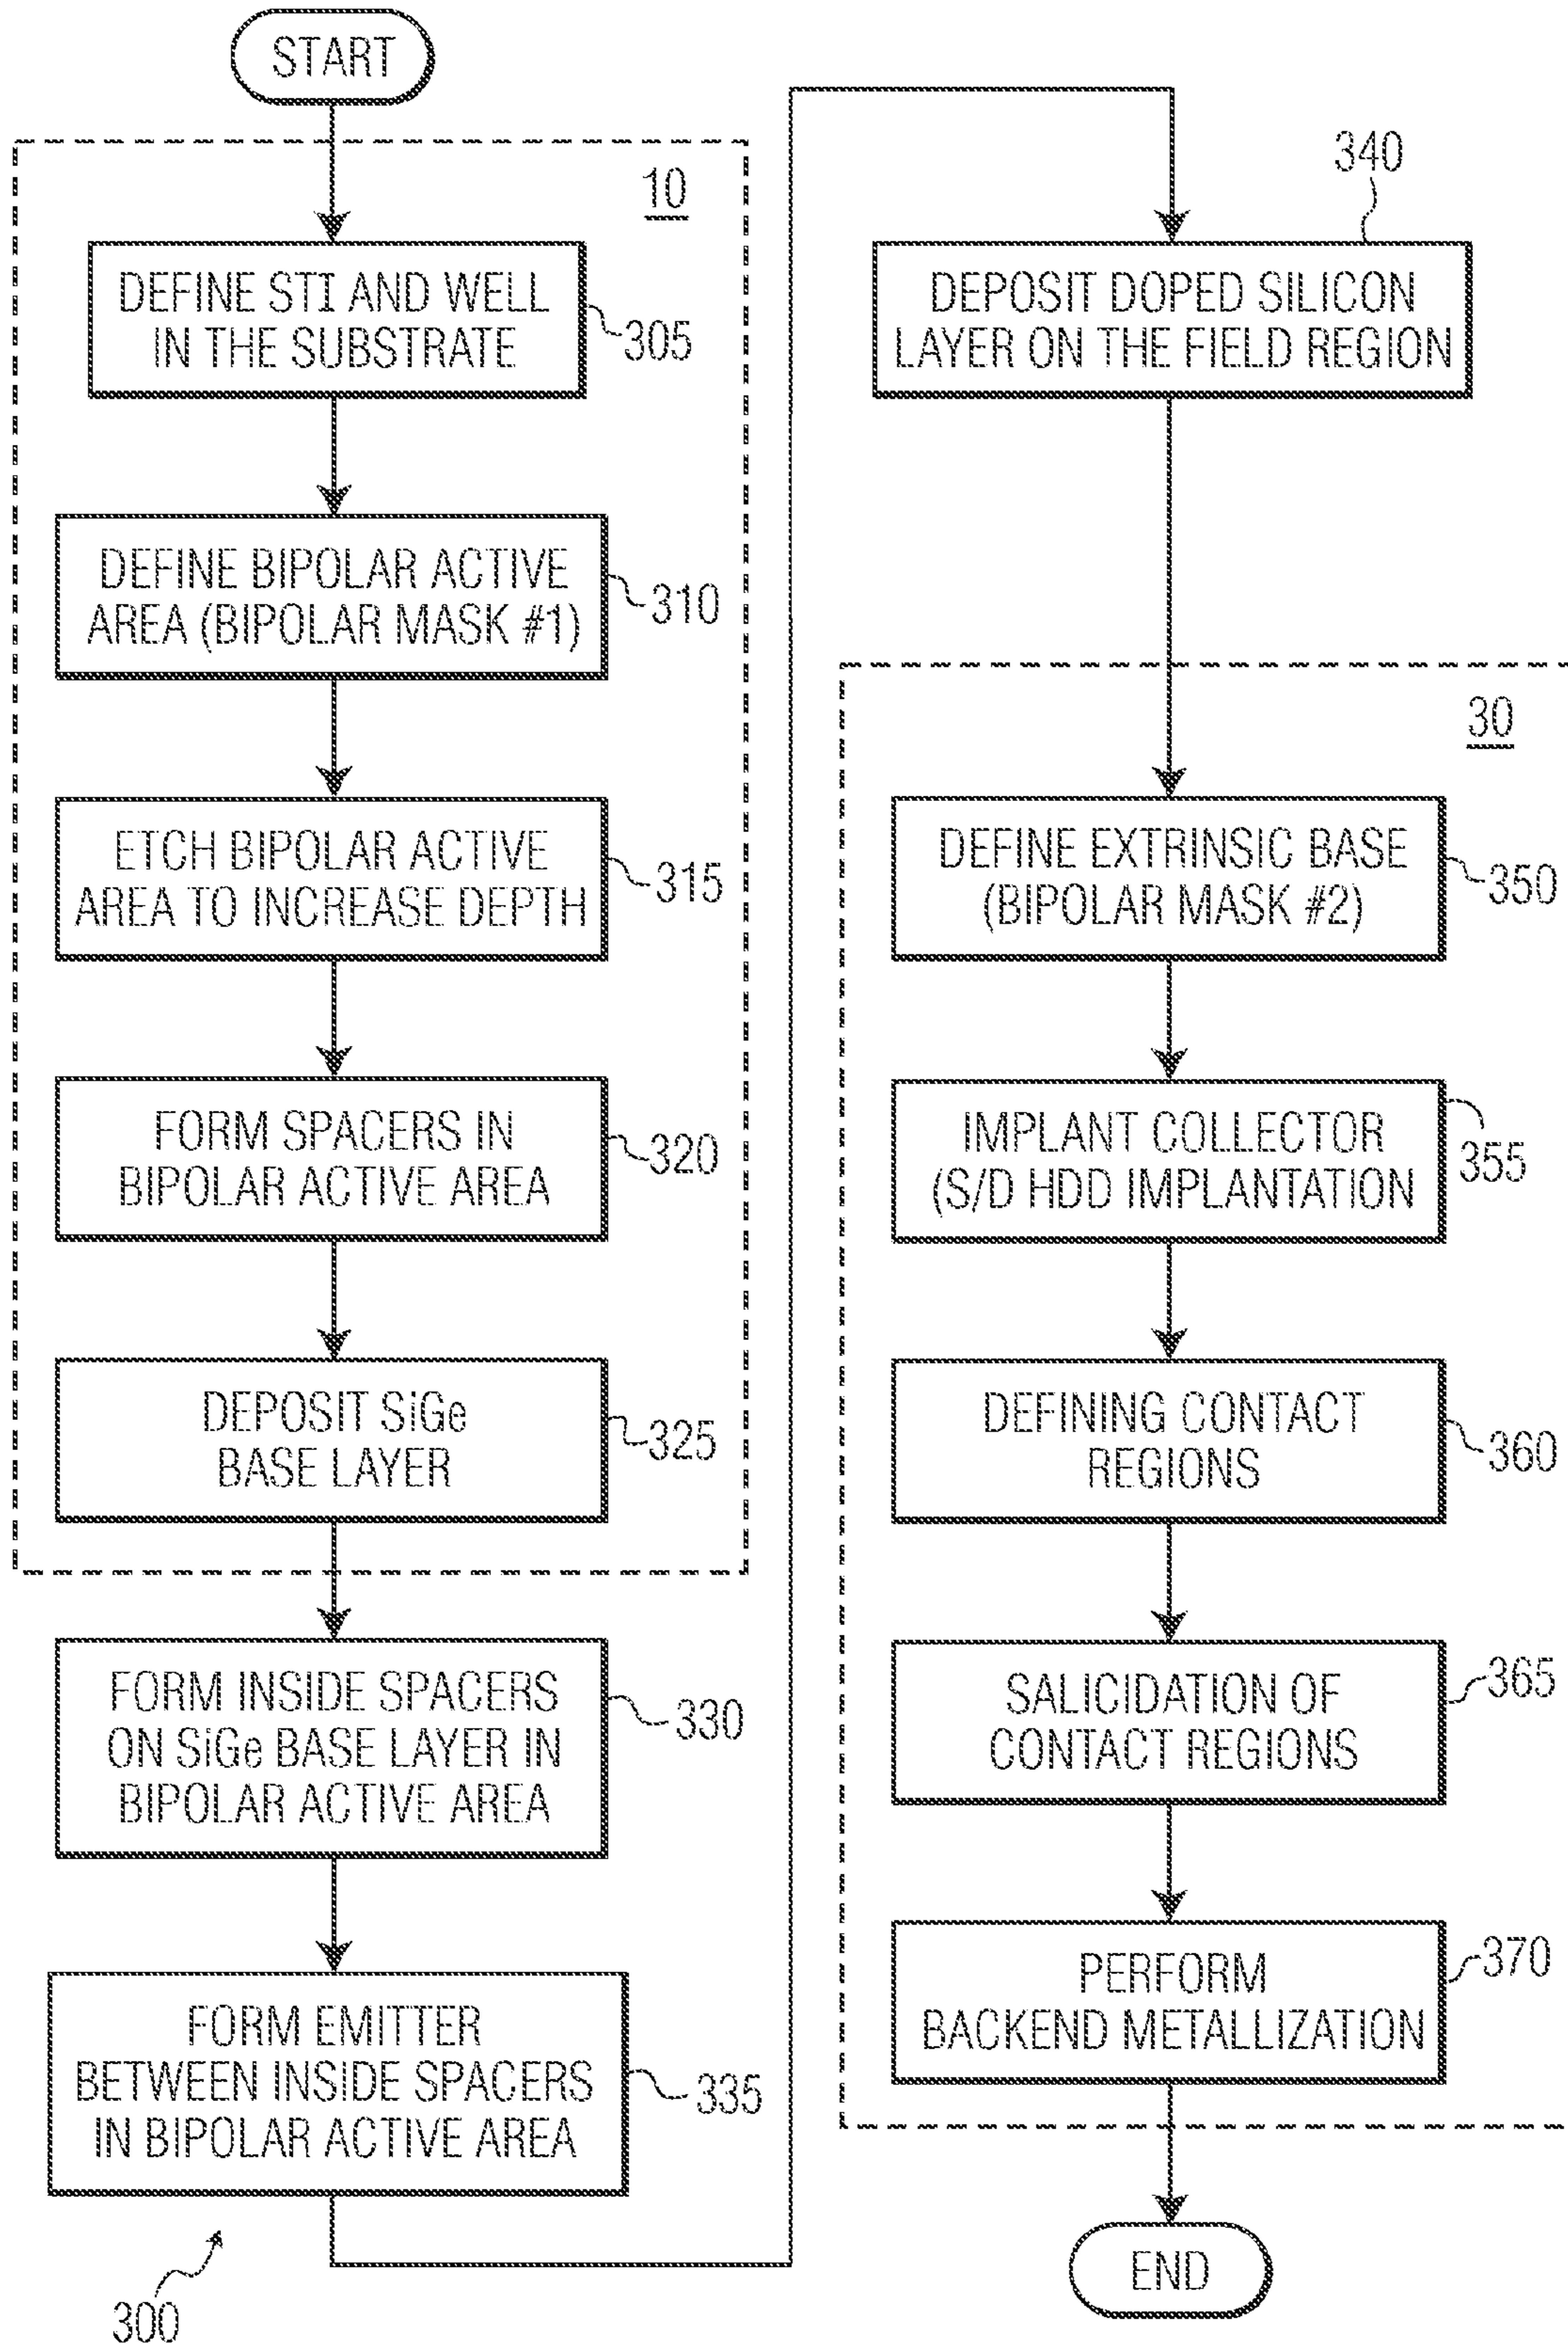 START
10
DEFINE STI AND WELL
IN THE SUBSTRATE
305
DEFINE BIPOLAR ACTIVE
AREA (BIPOLAR MASK #1)
310
ETCH BIPOLAR ACTIVE
AREA TO INCREASE DEPTH
315
FORM SPACERS IN
BIPOLAR ACTIVE AREA
320
DEPOSIT SiGe
BASE LAYER
325
FORM INSIDE SPACERS
ON SiGe BASE LAYER IN
BIPOLAR ACTIVE AREA
330
FORM EMITTER
BETWEEN INSIDE SPACERS
IN BIPOLAR ACTIVE AREA
335
300
340
DEPOSIT DOPED SILICON
LAYER ON THE FIELD REGION
30
DEFINE EXTRINSIC BASE
(BIPOLAR MASK #2)
350
IMPLANT COLLECTOR
(S/D HDD IMPLANTATION
355
DEFINING CONTACT
REGIONS
360
SALICIDATION OF
CONTACT REGIONS
365
PERFORM
BACKEND METALLIZATION
370
END